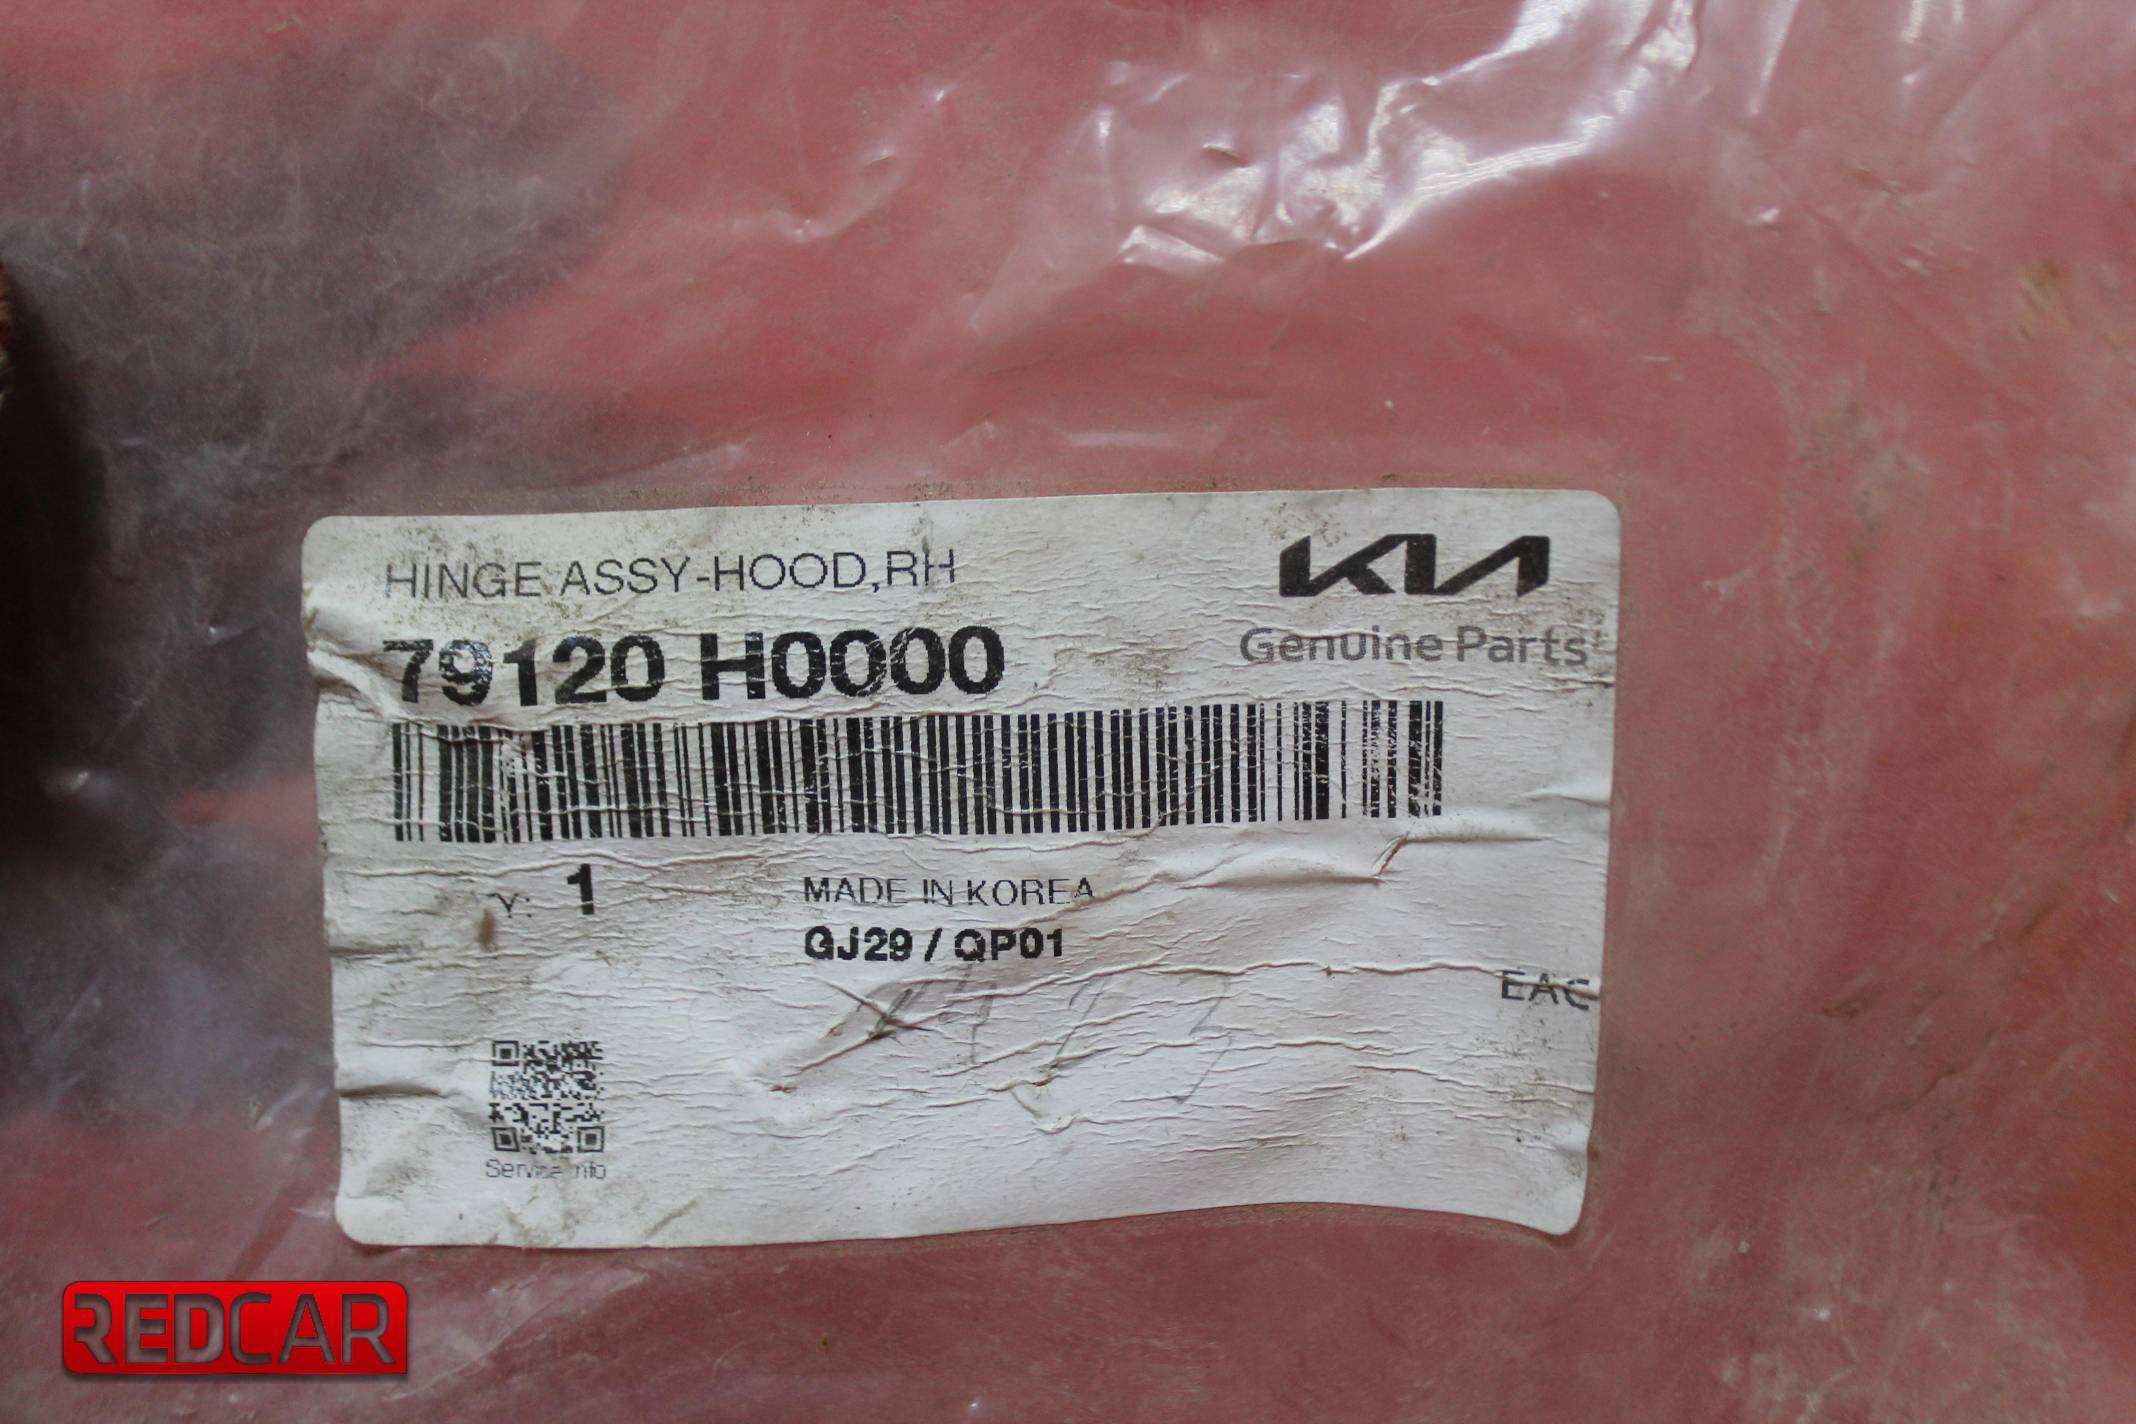 HINGE ASSY-HOOD,RH
KIA
79120 H0000
Genuine Parts
Y: 1
MADE IN KOREA
GJ29 / QP01
EAC
Service Info
REDCAR